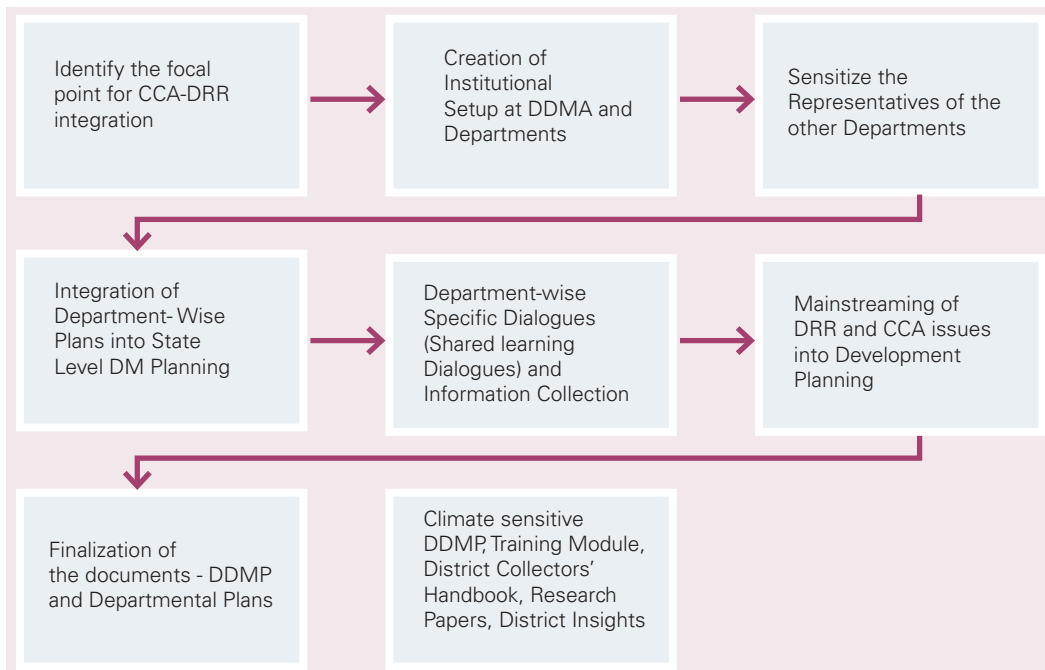 Identify the focal
point for CCA-DRR
integration
Creation of
Institutional
Setup at DDMA and
Departments
Sensitize the
Representatives of the
other Departments
Integration of
Department- Wise
Plans into State
Level DM Planning
Department-wise
Specific Dialogues
(Shared learning
Dialogues) and
Information Collection
Mainstreaming of
DRR and CCA issues
into Development
Planning
Finalization of
the documents - DDMP
and Departmental Plans
Climate sensitive
DDMP, Training Module,
District Collectors’
Handbook, Research
Papers, District Insights